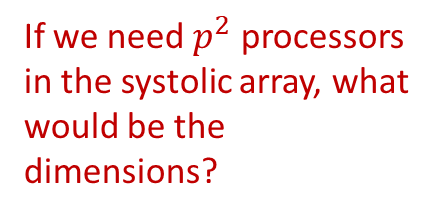 If we need p² processors
in the systolic array, what
would be the
dimensions?